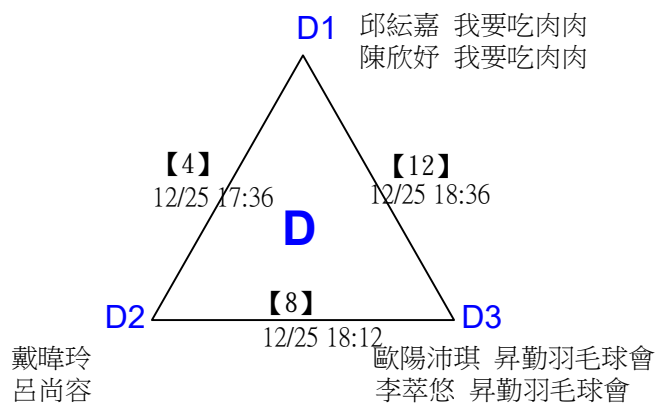 D1
邱紜嘉 我要吃肉肉
陳欣妤 我要吃肉肉
【4】
12/25 17:36
【12】
12/25 18:36
D
D2
【8】
12/25 18:12
D3
戴暐玲
呂尚容
歐陽沛琪 昇勤羽毛球會
李萃悠 昇勤羽毛球會